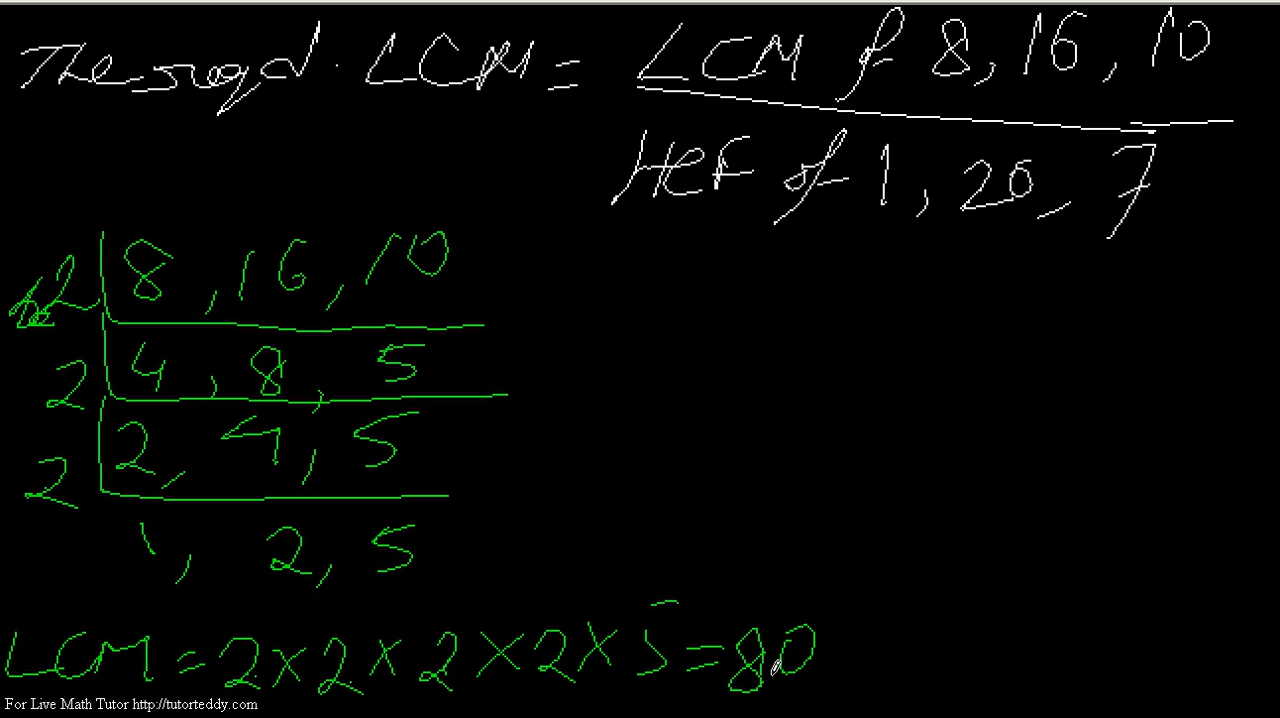 The reqd. LCM = LCM of 8, 16, 10
HCF of 1, 20, 7
2 8, 16, 10
2 4, 8, 5
2 2, 4, 5
1, 2, 5
LCM = 2 × 2 × 2 × 2 × 5 = 80
For Live Math Tutor http://tutorteddy.com